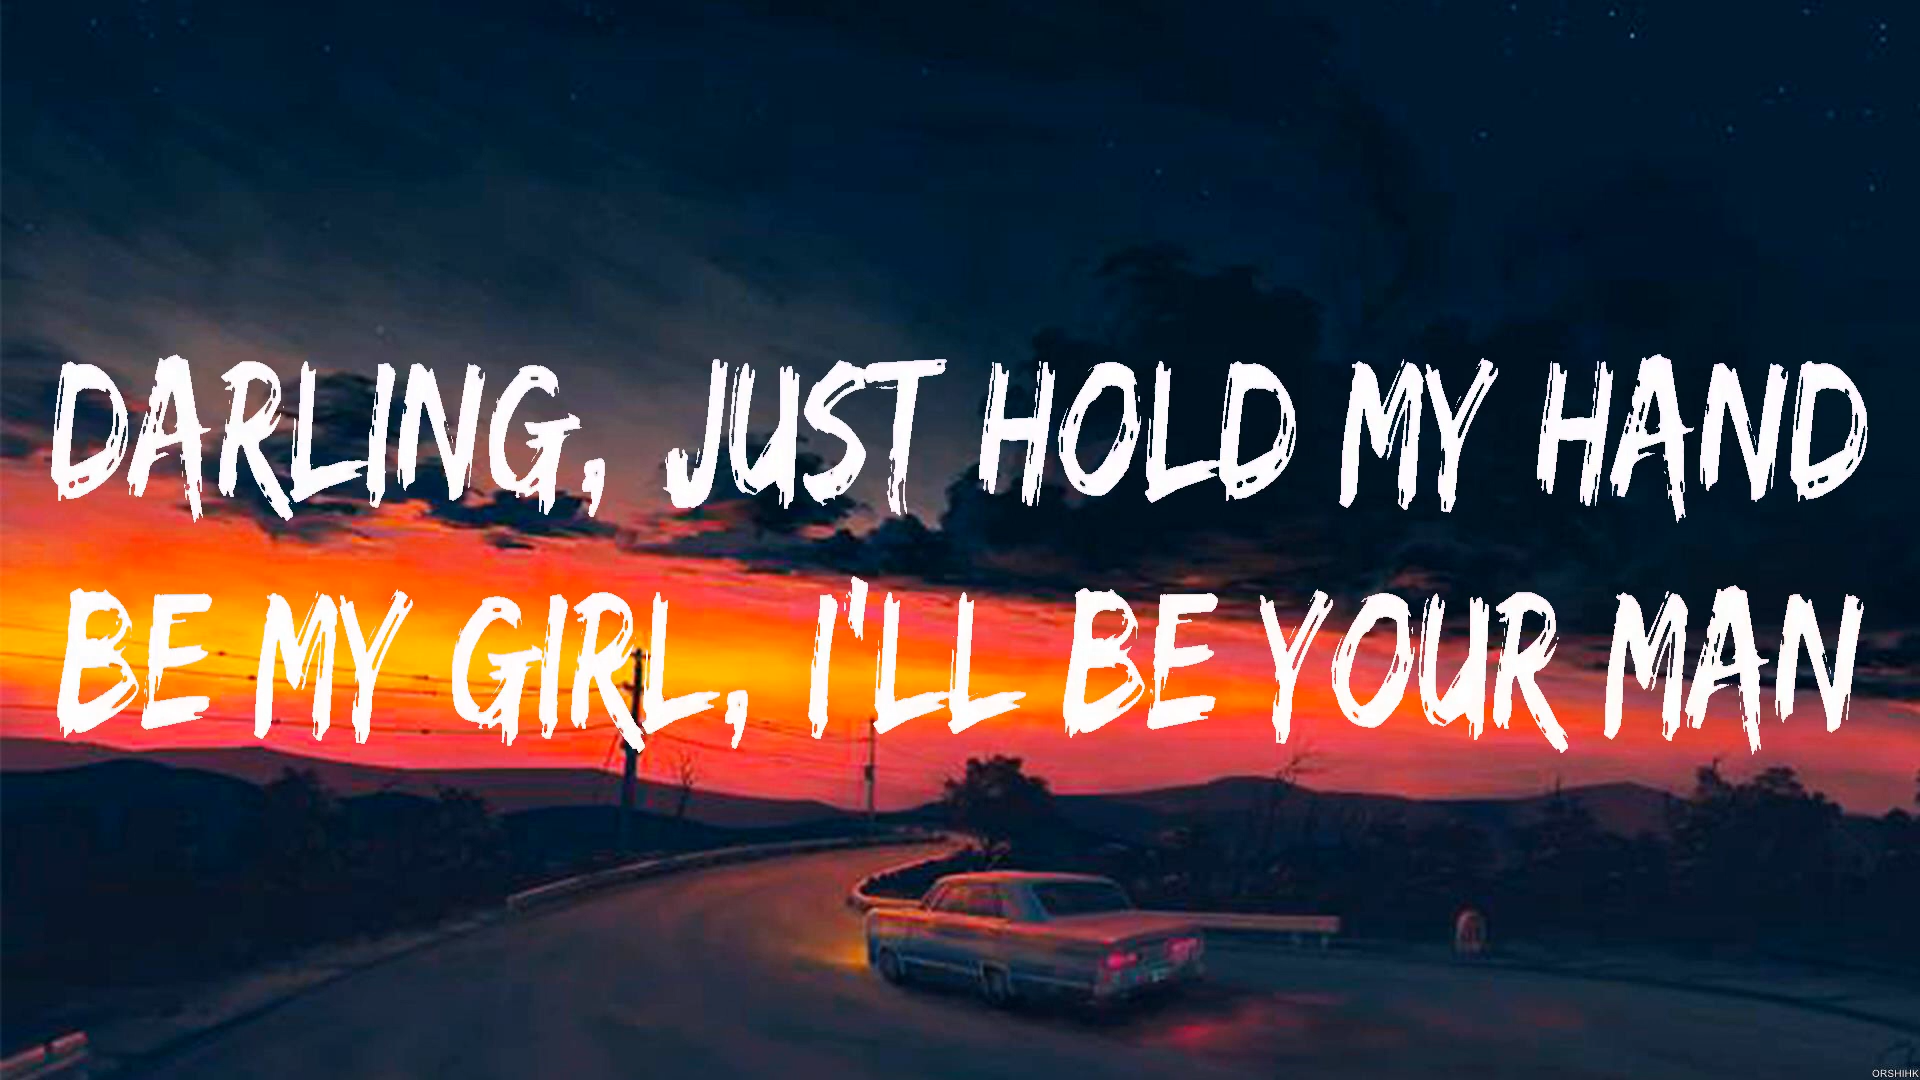 DARLING, JUST HOLD MY HAND
BE MY GIRL, I'LL BE YOUR MAN
ORSHIHK